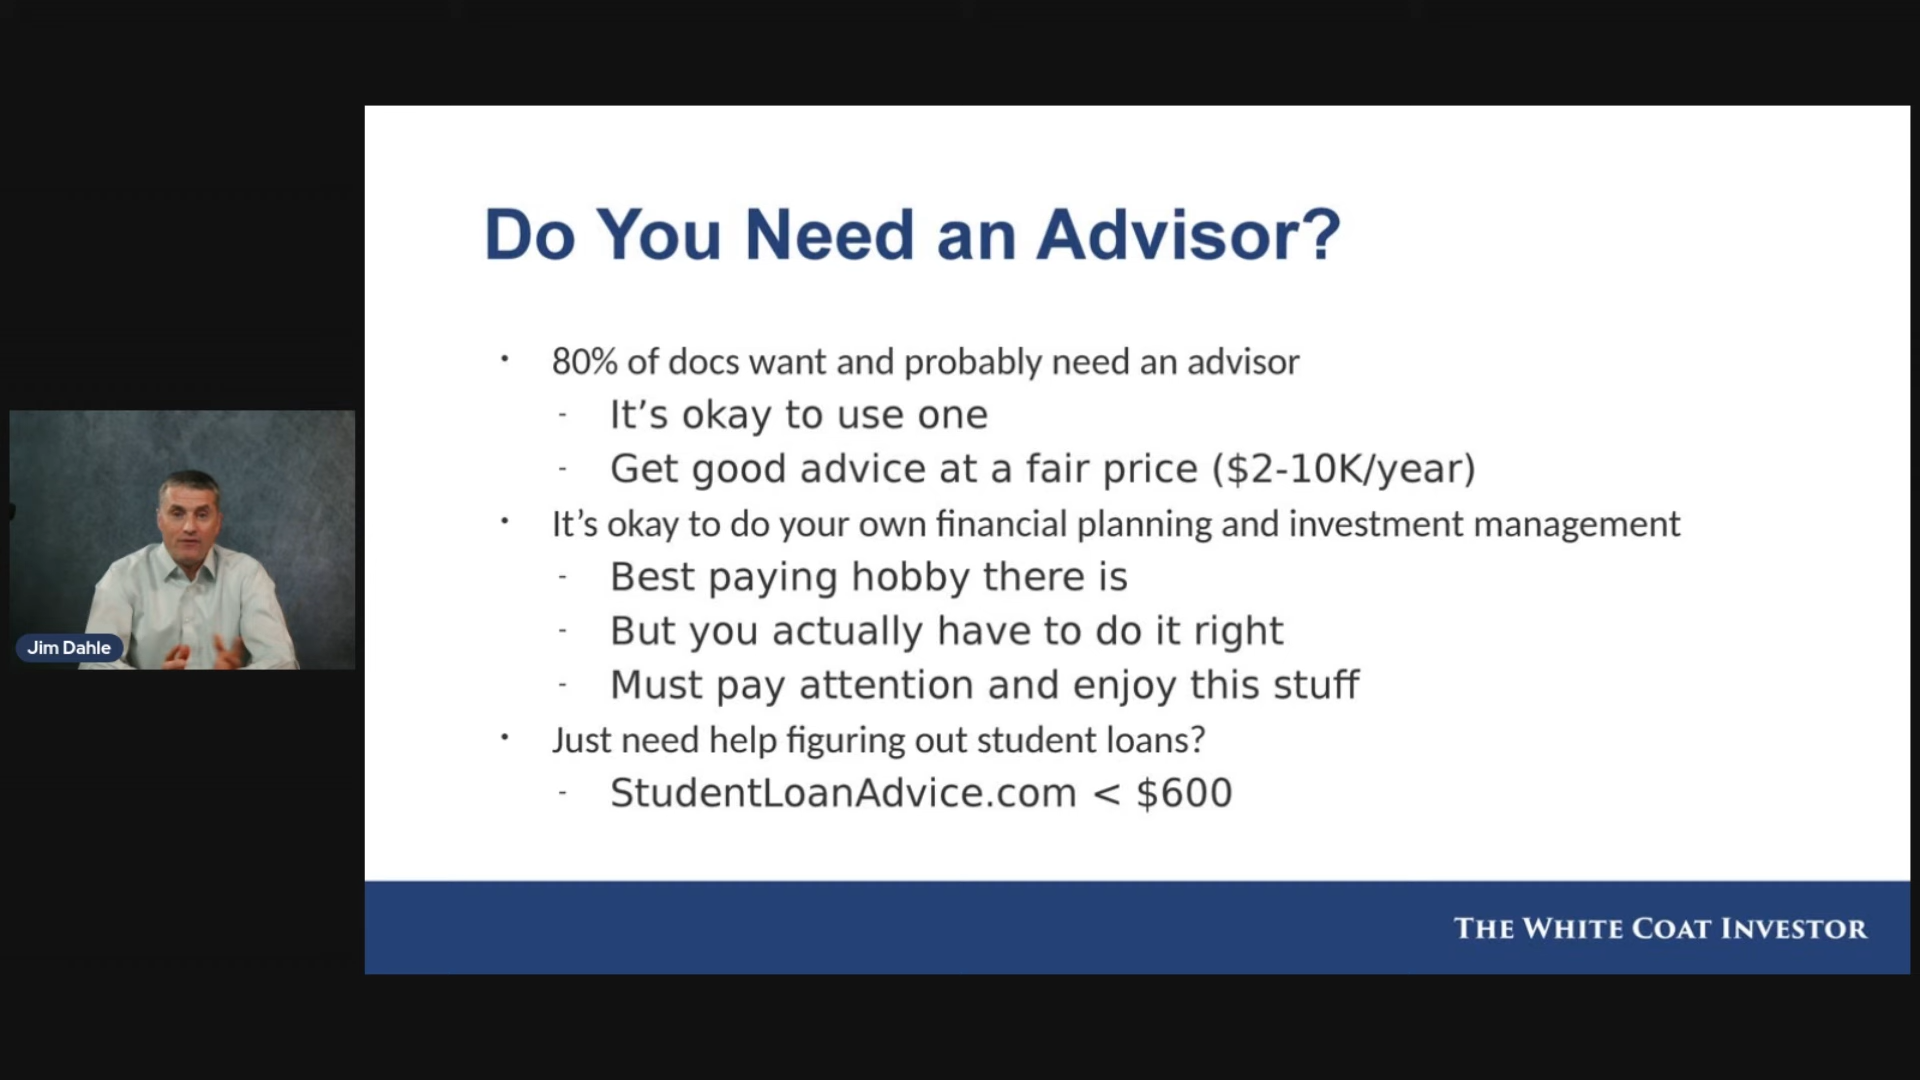 Do You Need an Advisor?
• 80% of docs want and probably need an advisor
- It’s okay to use one
- Get good advice at a fair price ($2-10K/year)
• It’s okay to do your own financial planning and investment management
- Best paying hobby there is
- But you actually have to do it right
- Must pay attention and enjoy this stuff
• Just need help figuring out student loans?
- StudentLoanAdvice.com < $600
Jim Dahle
THE WHITE COAT INVESTOR